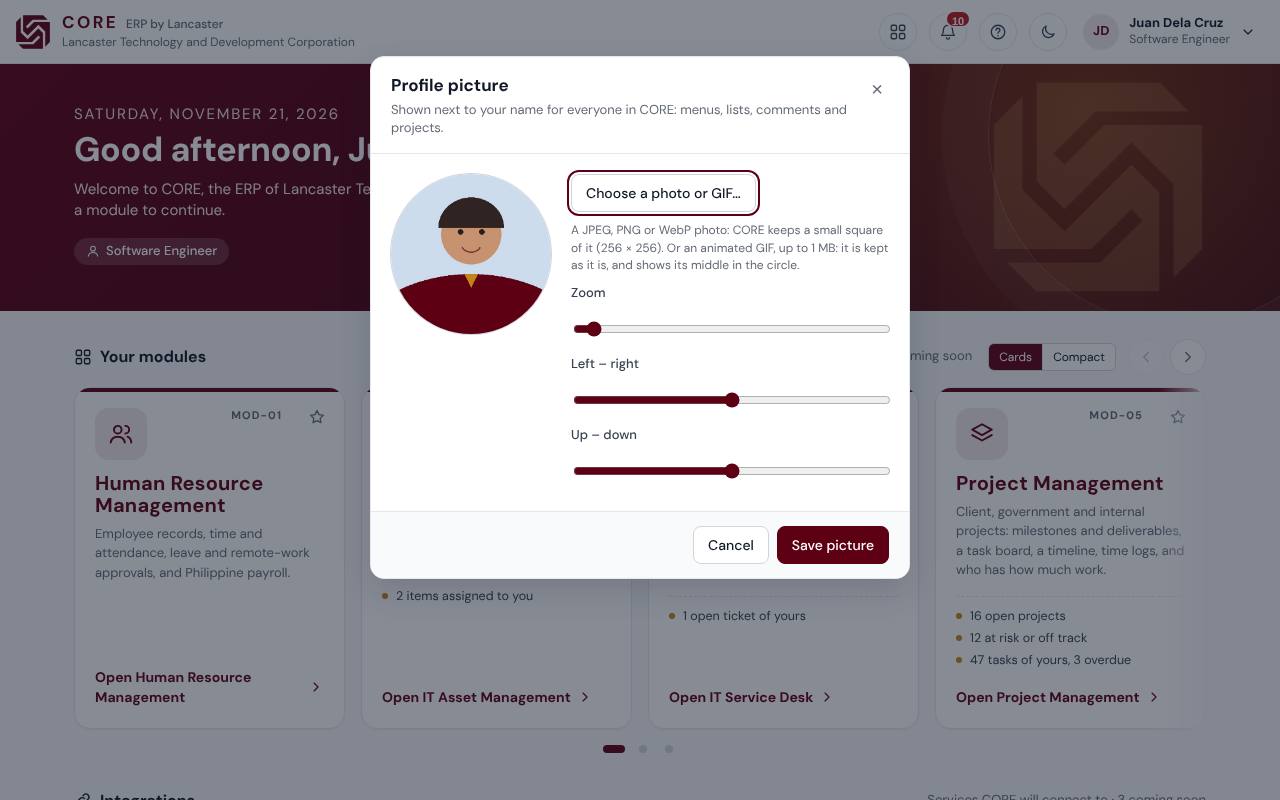 CORE ERP by Lancaster
Lancaster Technology and Development Corporation
10
JD
Juan Dela Cruz
Software Engineer
SATURDAY, NOVEMBER 21, 2026
Good afternoon,
Welcome to CORE, the ERP of Lancaster
a module to continue.
Software Engineer
Profile picture
Shown next to your name for everyone in CORE: menus, lists, comments and
projects.
Choose a photo or GIF...
A JPEG, PNG or WebP photo: CORE keeps a small square
of it (256 × 256). Or an animated GIF, up to 1 MB: it is kept
as it is, and shows its middle in the circle.
Zoom
Left – right
Up – down
Cancel
Save picture
Your modules
soon
Cards
Compact
MOD-01
Human Resource
Management
Employee records, time and
attendance, leave and remote-work
approvals, and Philippine payroll.
Open Human Resource
Management
2 items assigned to you
Open IT Asset Management
1 open ticket of yours
Open IT Service Desk
MOD-05
Project Management
Client, government and internal
projects: milestones and deliverables,
a task board, a timeline, time logs, and
who has how much work.
16 open projects
12 at risk or off track
47 tasks of yours, 3 overdue
Open Project Management
Integrations
Services CORE will connect to · 3 coming soon